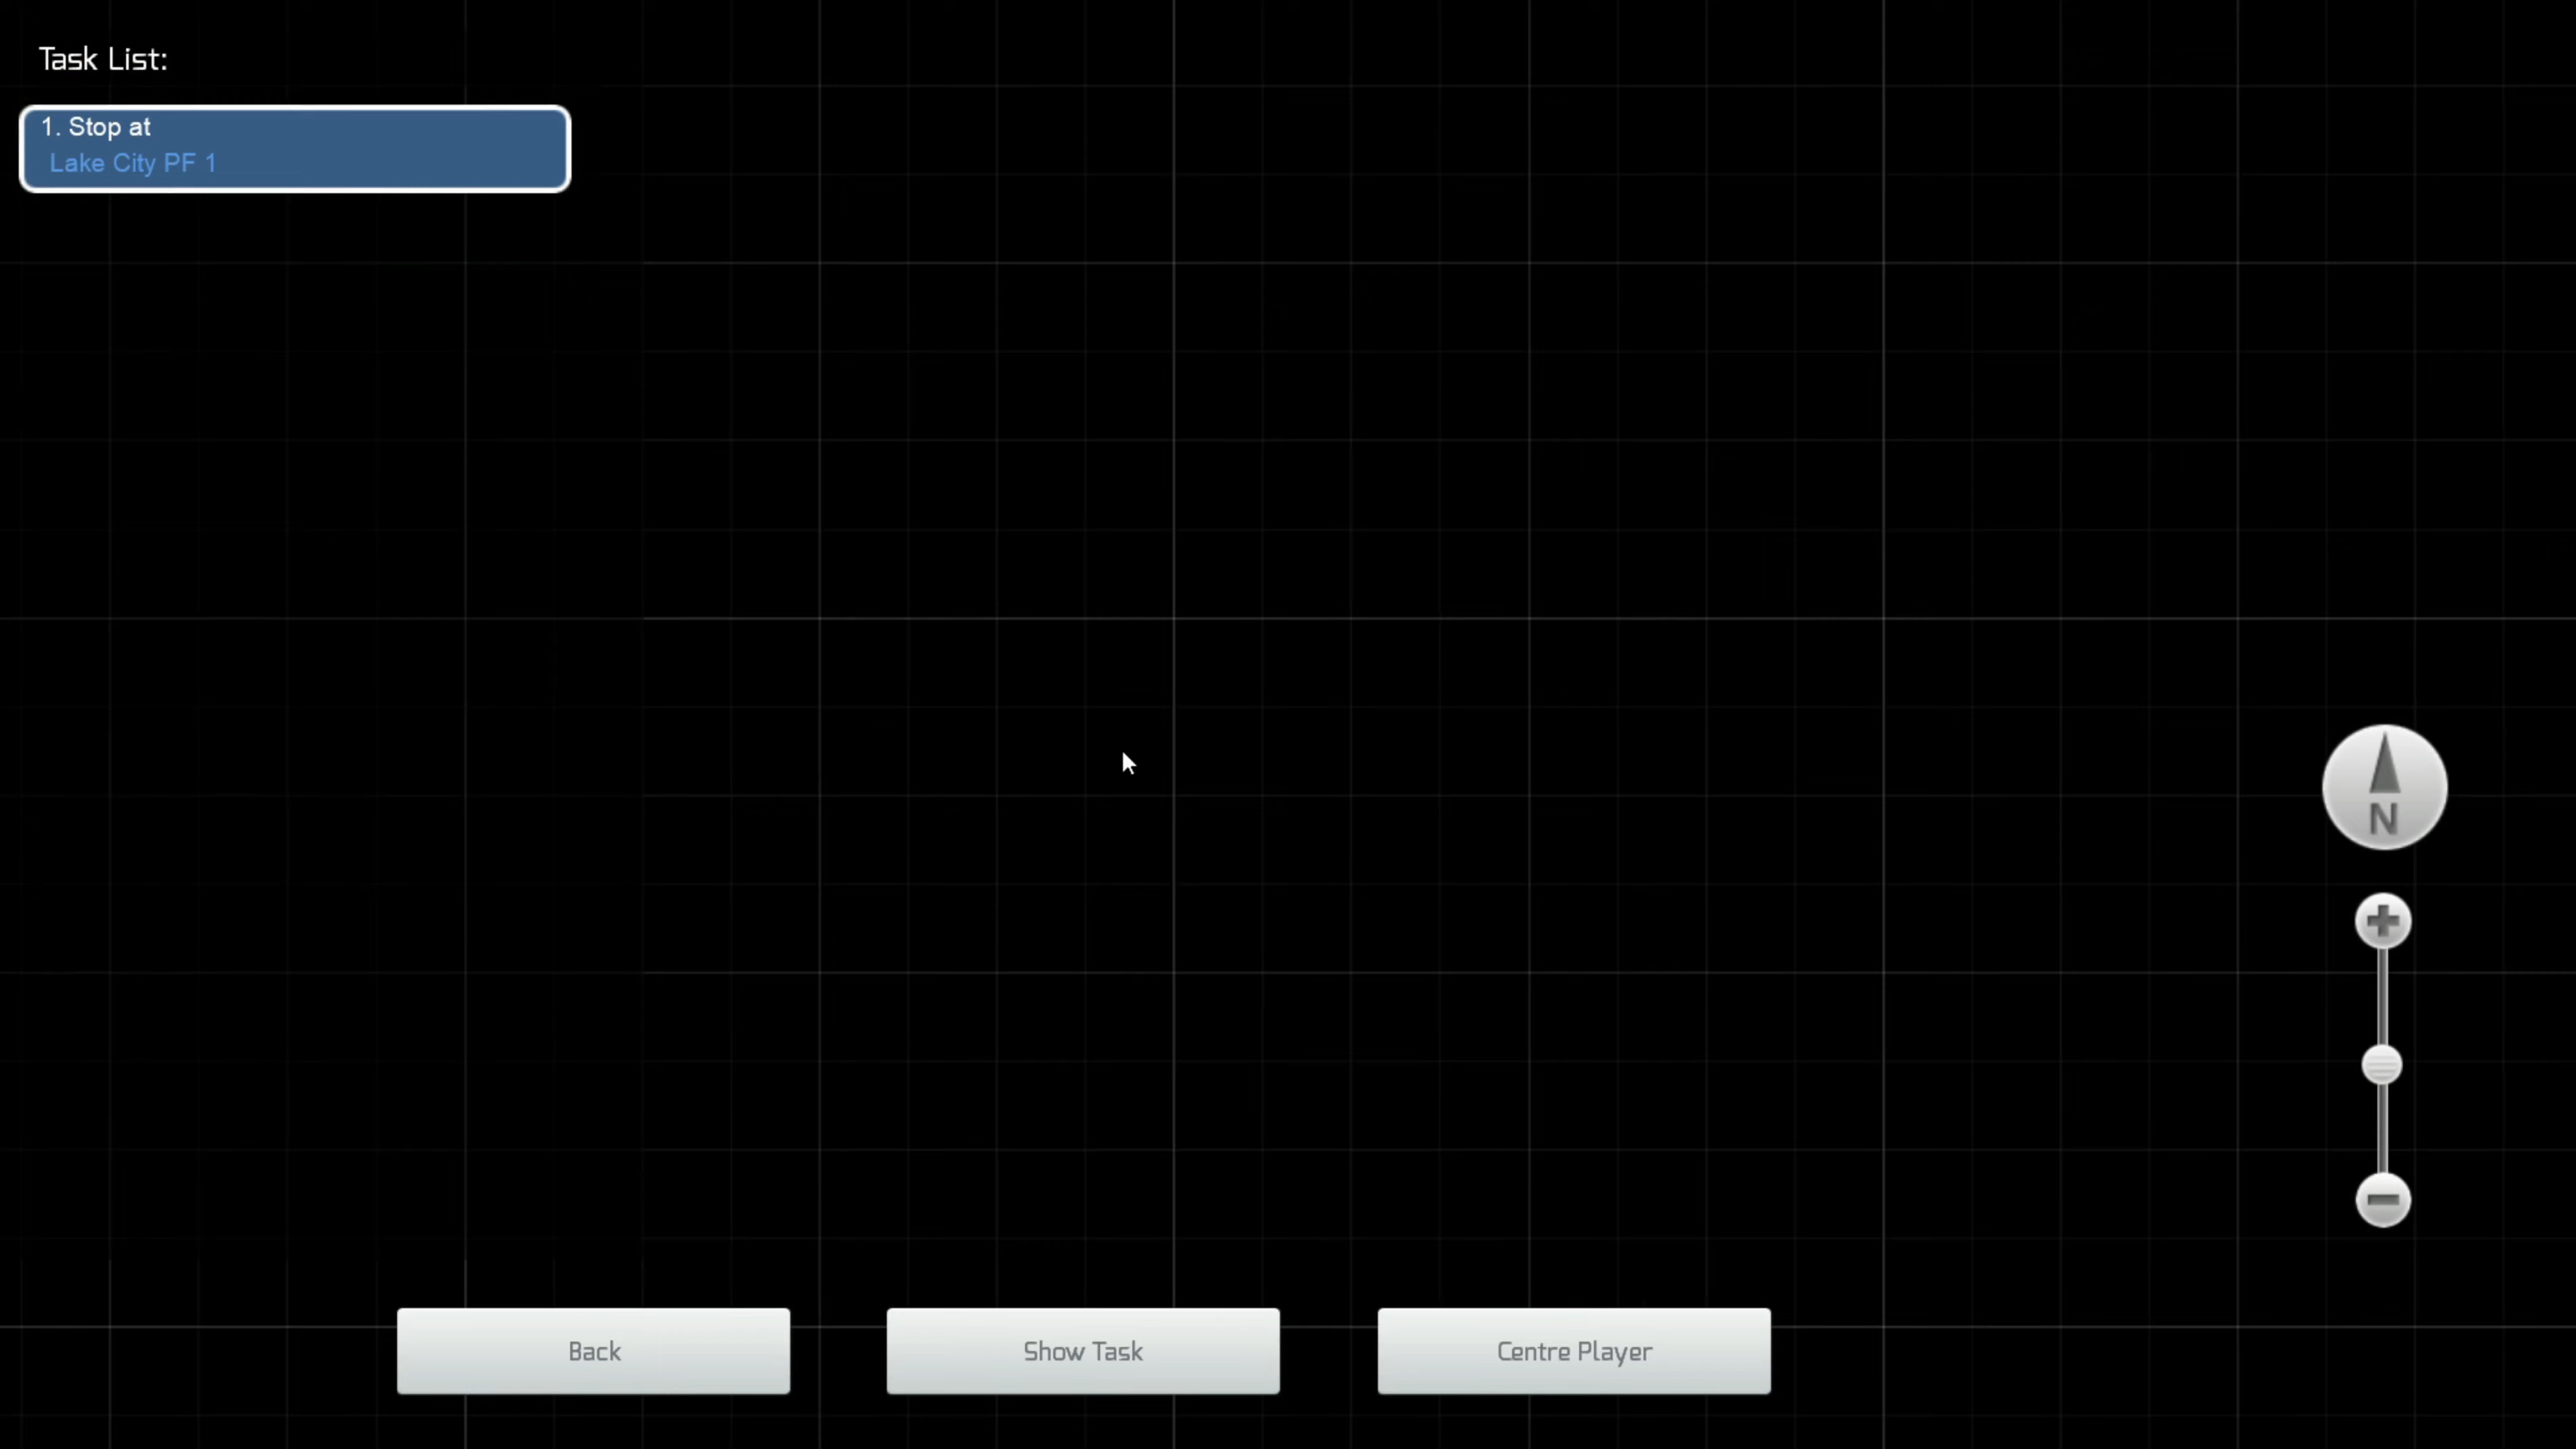 Task List:
1. Stop at
Lake City PF 1
N
Back
Show Task
Centre Player